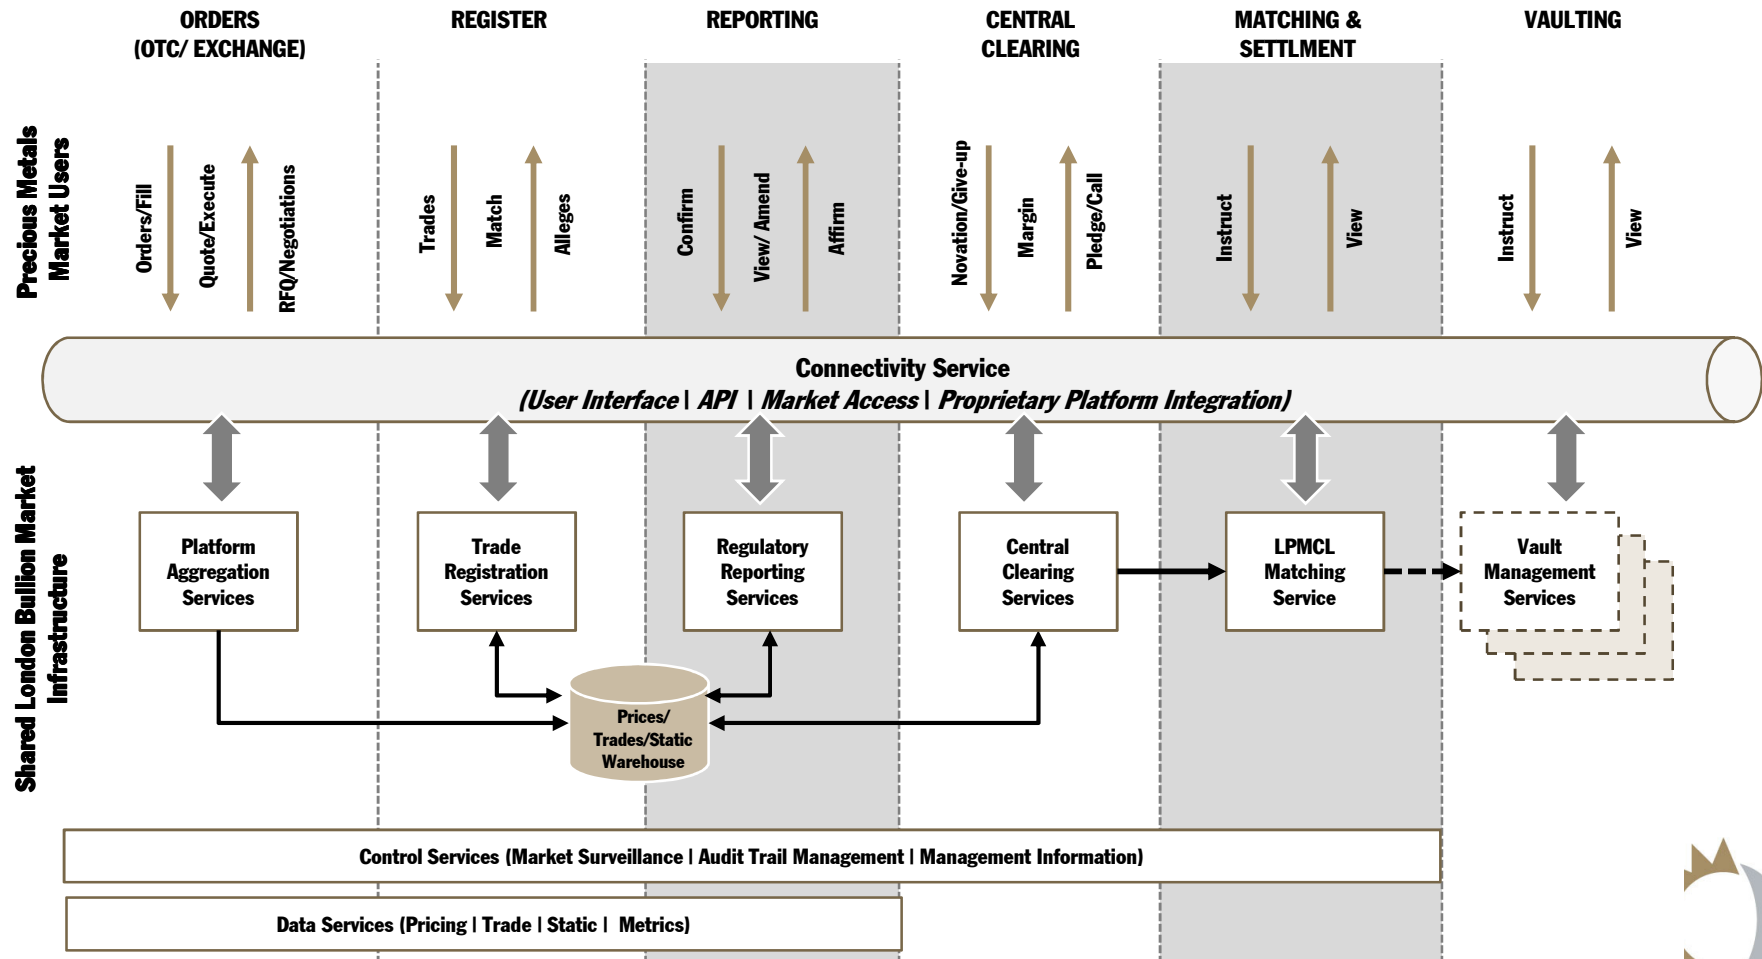 ORDERS
(OTC/ EXCHANGE)
REGISTER
REPORTING
CENTRAL
CLEARING
MATCHING &
SETTLMENT
VAULTING
Precious Metals
Market Users
Orders/Fill
Quote/Execute
RFQ/Negotiations
Trades
Match
Alleges
Confirm
View/ Amend
Affirm
Novation/Give-up
Margin
Pledge/Call
Instruct
View
Instruct
View
Connectivity Service
(User Interface | API | Market Access | Proprietary Platform Integration)
Shared London Bullion Market
Infrastructure
Platform
Aggregation
Services
Trade
Registration
Services
Regulatory
Reporting
Services
Central
Clearing
Services
LPMCL
Matching
Service
Vault
Management
Services
Prices/
Trades/Static
Warehouse
Control Services (Market Surveillance | Audit Trail Management | Management Information)
Data Services (Pricing | Trade | Static | Metrics)